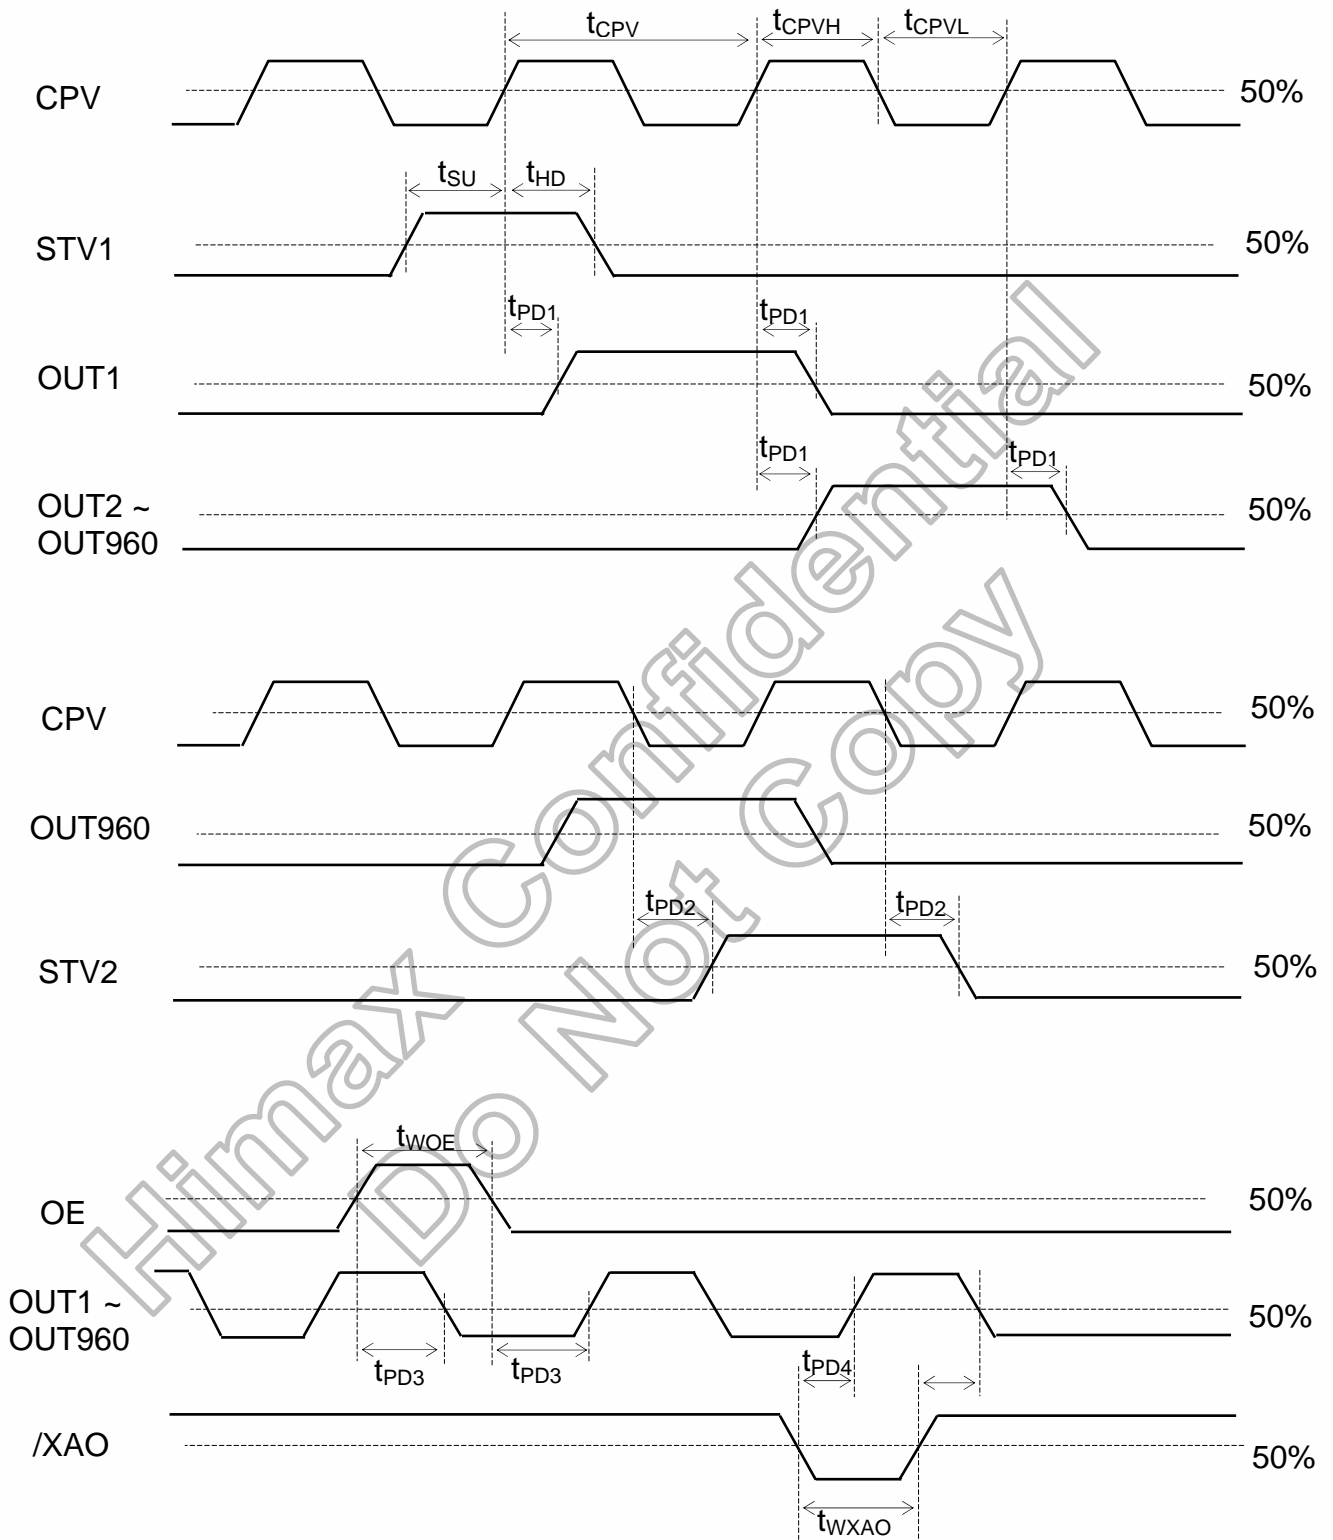 tCPV tCPVH tCPVL
CPV 50%
tSU tHD
STV1 50%
tPD1 tPD1
OUT1 50%
tPD1 tPD1
OUT2 ~
OUT960
50%
CPV 50%
OUT960 50%
tPD2 tPD2
STV2 50%
tWOE
OE 50%
OUT1 ~
OUT960
50%
tPD3 tPD3 tPD4
/XAO 50%
tWXAO
Himax Confidential
Do Not Copy